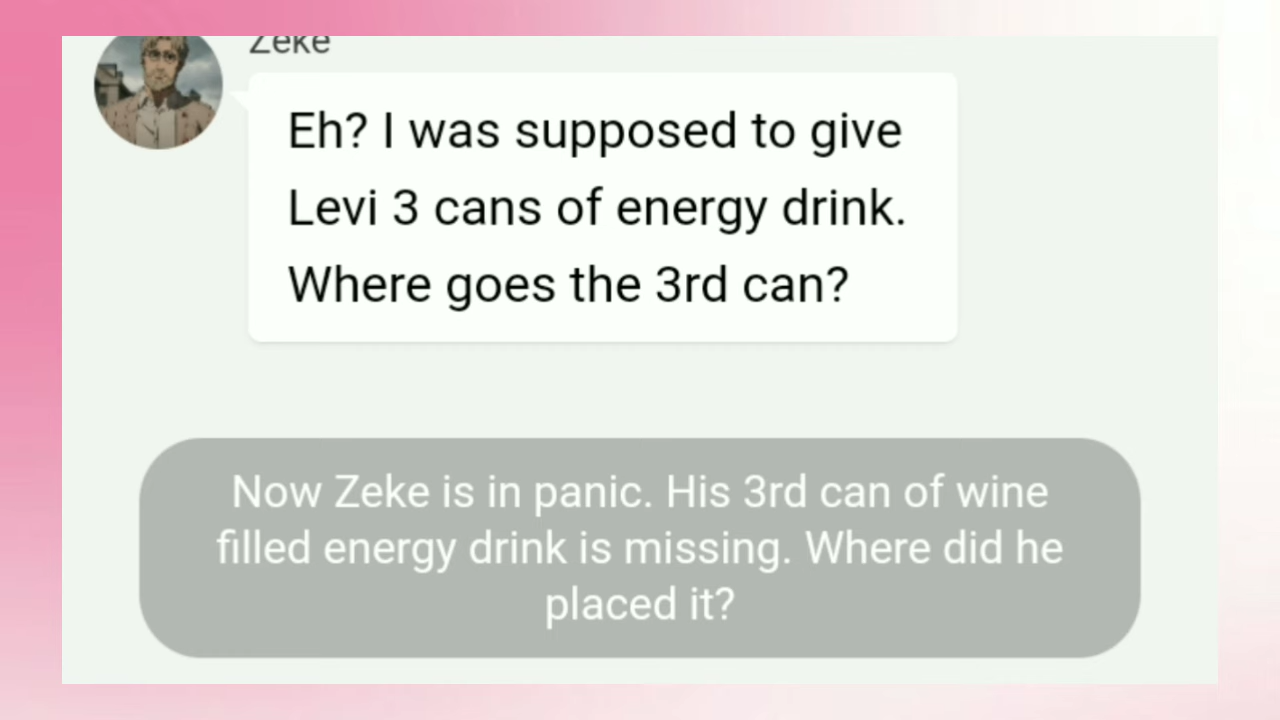 Zeke
Eh? I was supposed to give
Levi 3 cans of energy drink.
Where goes the 3rd can?
Now Zeke is in panic. His 3rd can of wine
filled energy drink is missing. Where did he
placed it?